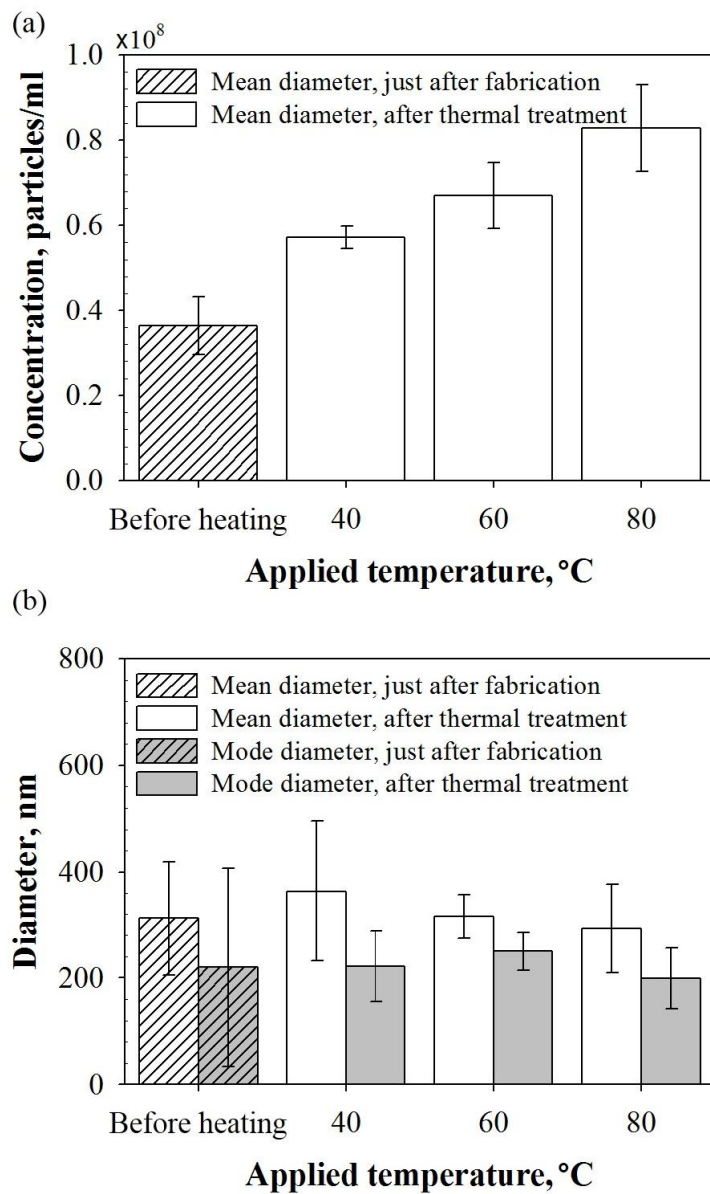 (a)
×10⁸
1.0
Mean diameter, just after fabrication
Mean diameter, after thermal treatment
0.8
0.6
0.4
0.2
0.0
Concentration, particles/ml
Before heating 40 60 80
Applied temperature, °C
(b)
800
Mean diameter, just after fabrication
Mean diameter, after thermal treatment
Mode diameter, just after fabrication
Mode diameter, after thermal treatment
600
400
200
0
Diameter, nm
Before heating 40 60 80
Applied temperature, °C